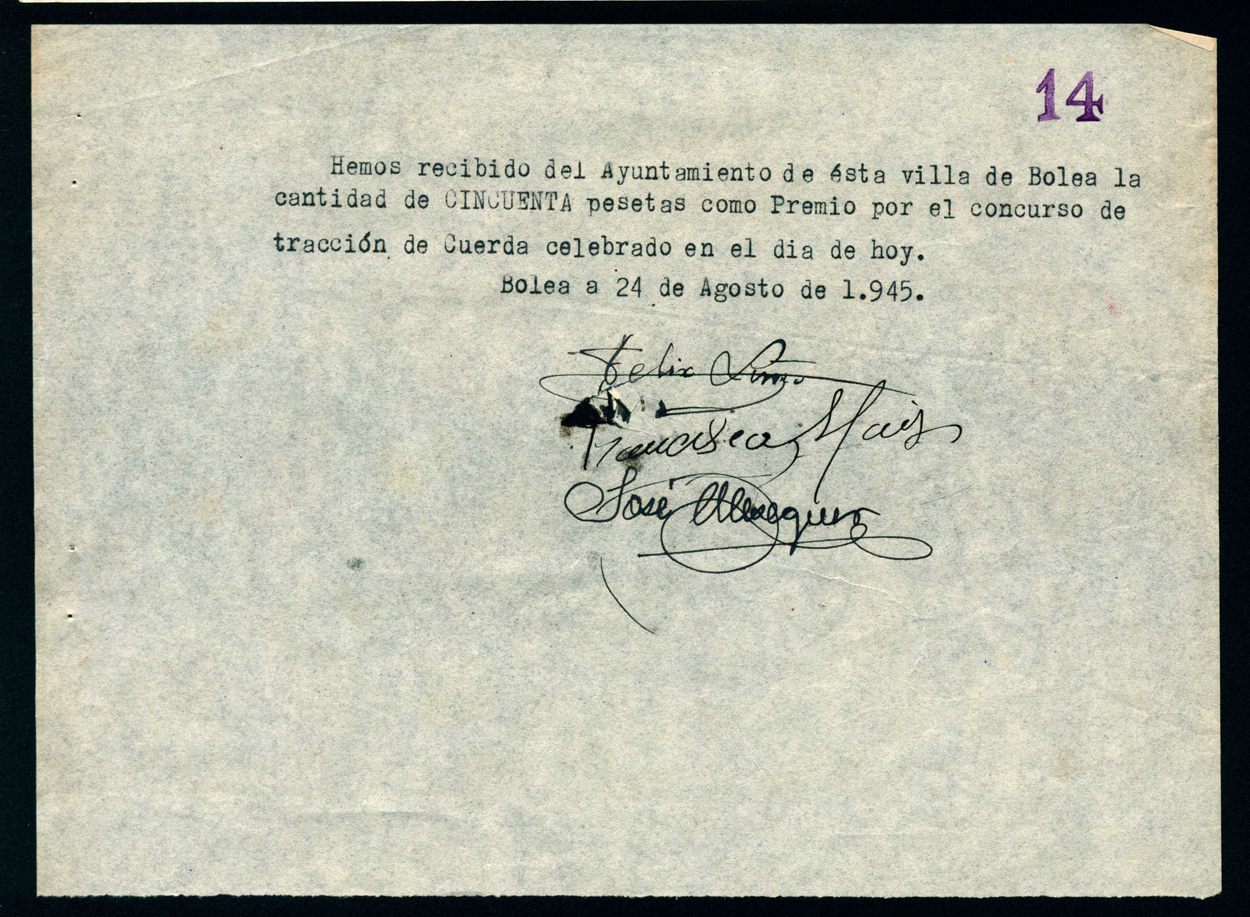 14
Hemos recibido del Ayuntamiento de ésta villa de Bolea la
cantidad de CINCUENTA pesetas como Premio por el concurso de
tracción de Cuerda celebrado en el dia de hoy.
Bolea a 24 de Agosto de 1.945.
Felix
Francisco
José